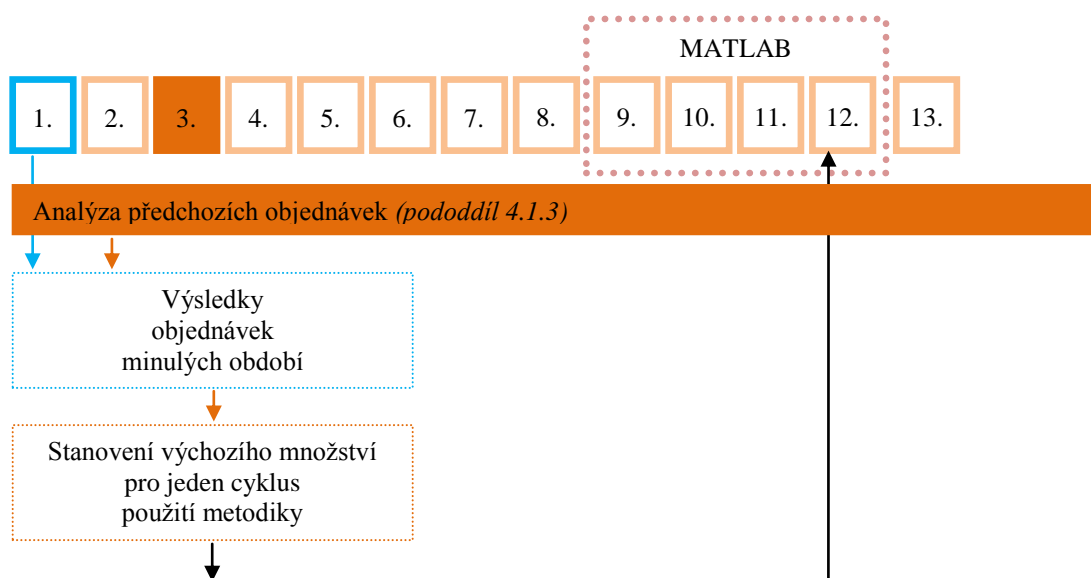 MATLAB
1. 2. 3. 4. 5. 6. 7. 8. 9. 10. 11. 12. 13.
Analýza předchozích objednávek (pododdíl 4.1.3)
Výsledky
objednávek
minulých období
Stanovení výchozího množství
pro jeden cyklus
použití metodiky